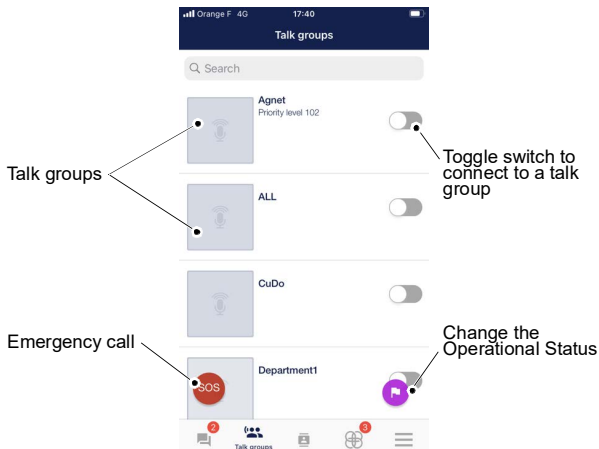 Orange F 4G 17:40
Talk groups
Search
Agnet
Priority level 102
Talk groups
Toggle switch to
connect to a talk
group
ALL
CuDo
Emergency call
Change the
Operational Status
Department1
SOS
2
3
Talk groups